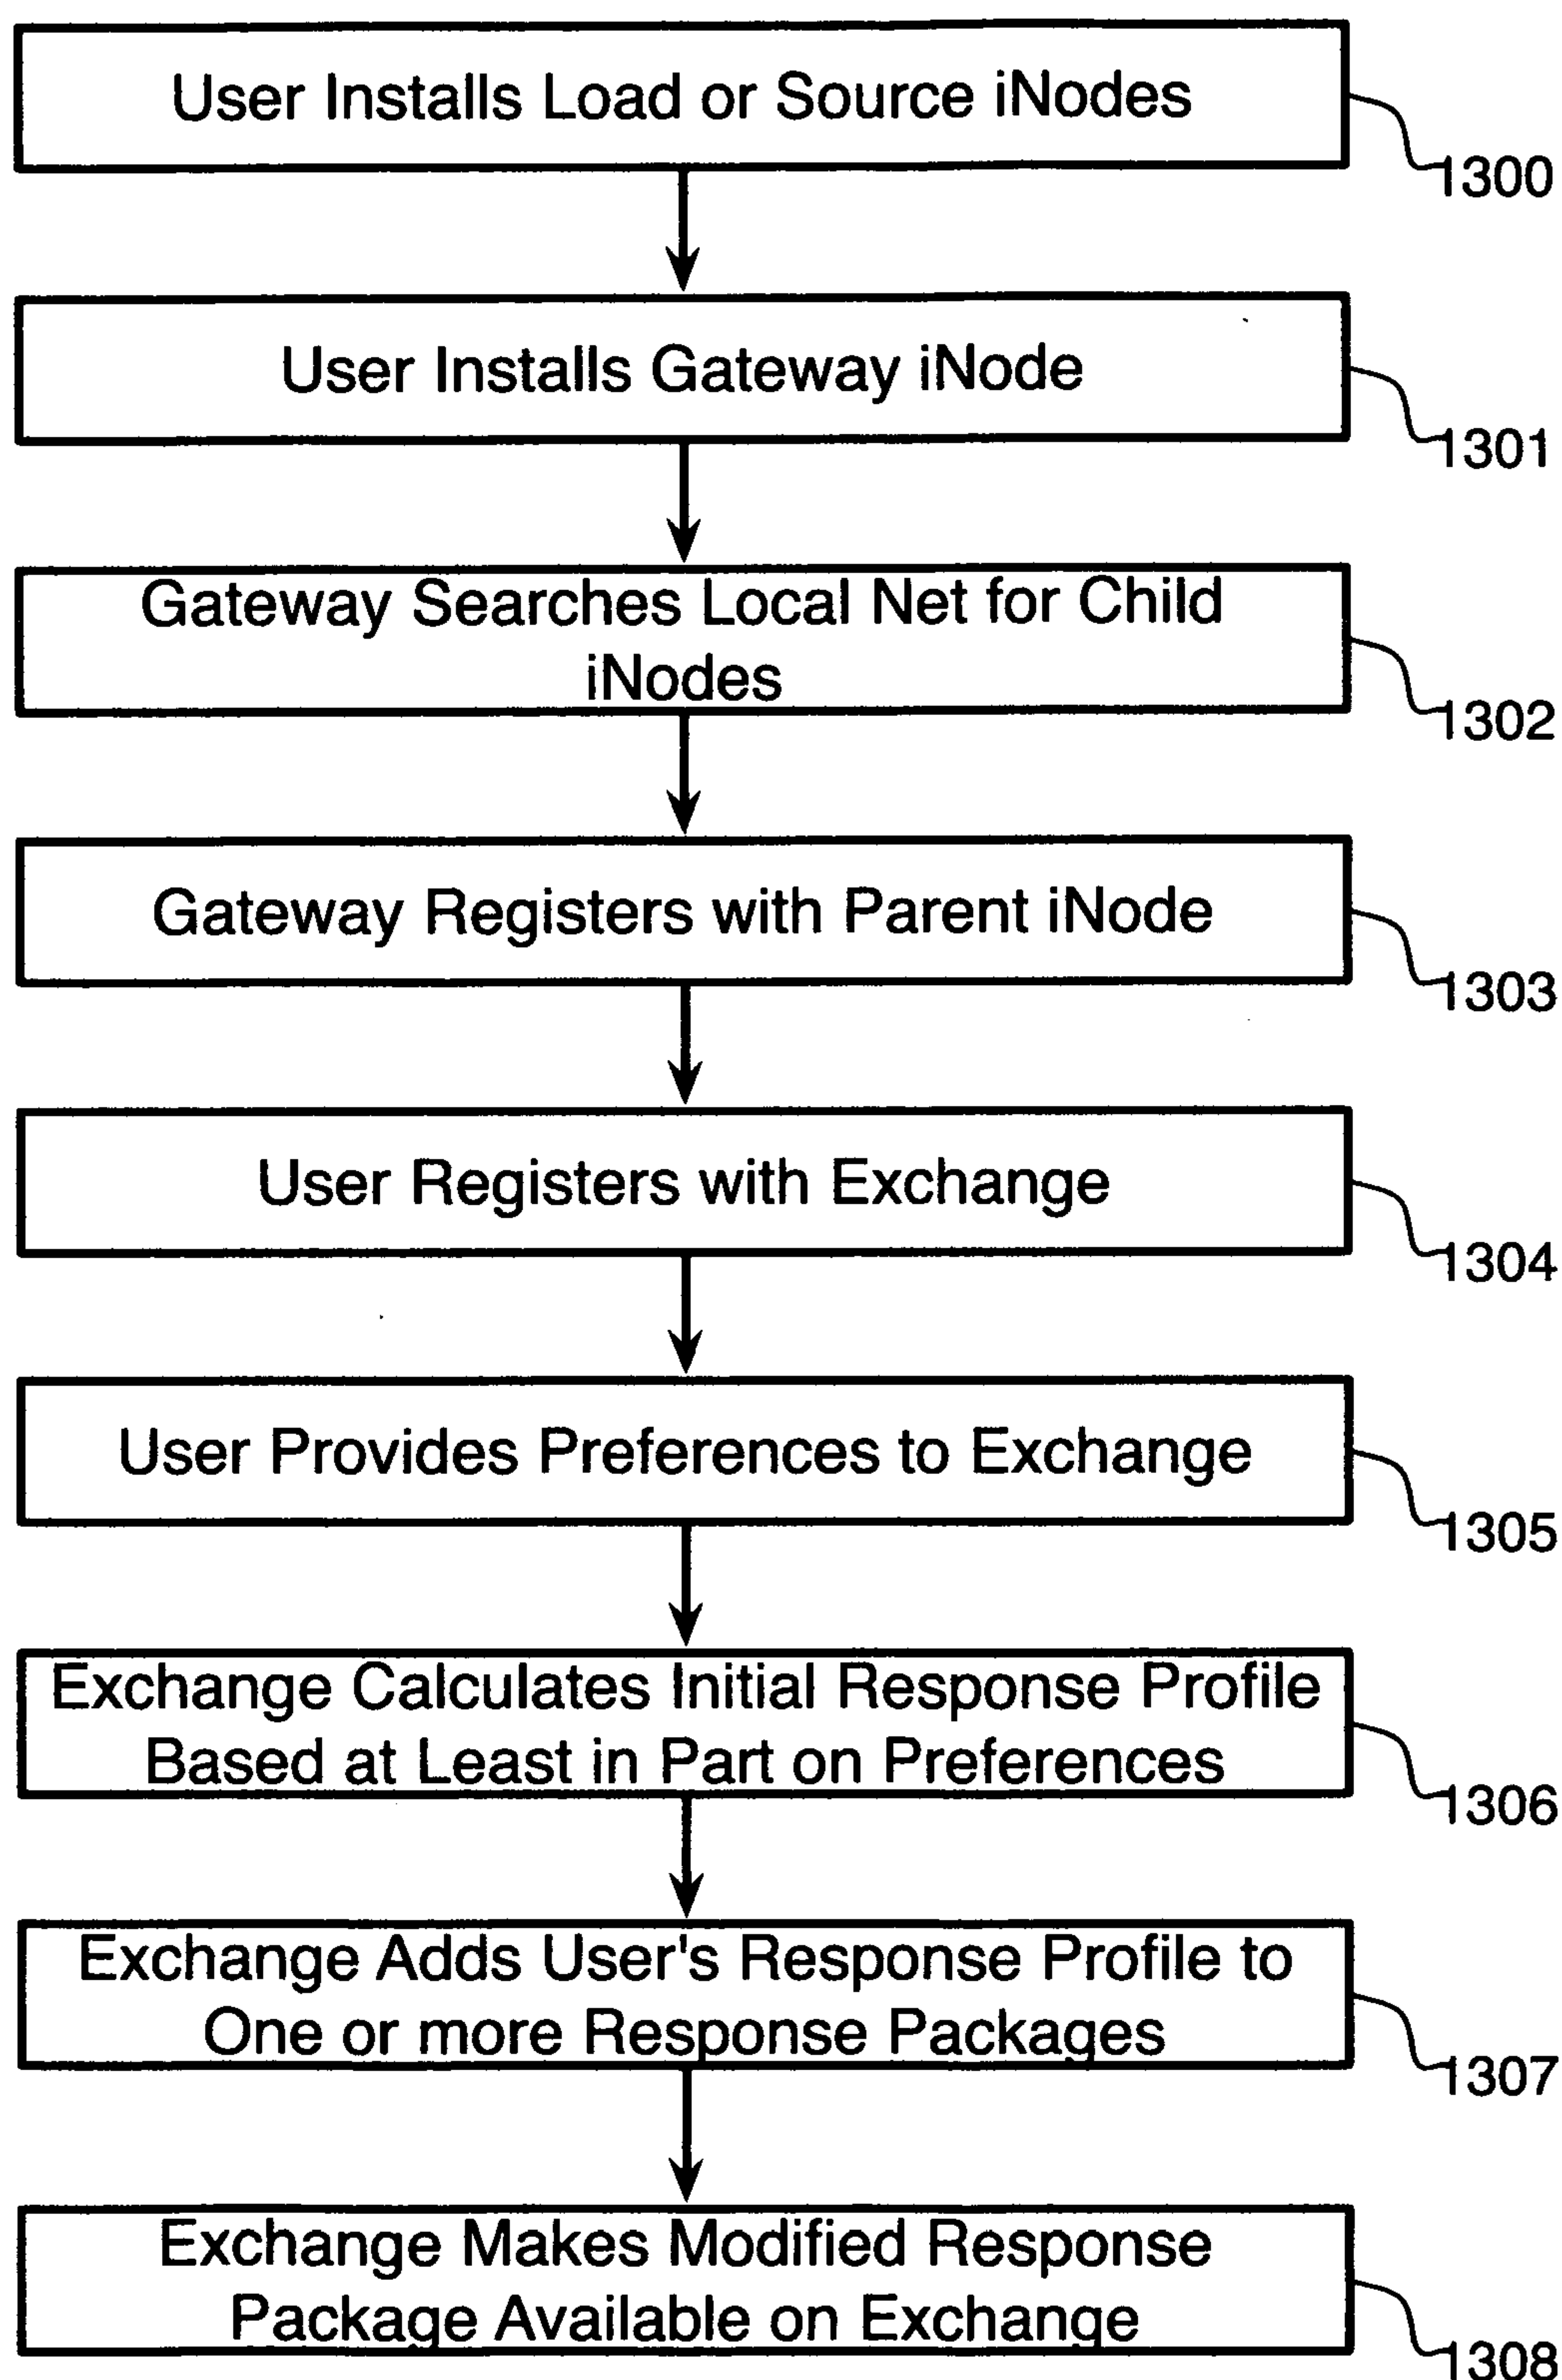 User Installs Load or Source iNodes
1300
User Installs Gateway iNode
1301
Gateway Searches Local Net for Child
iNodes
1302
Gateway Registers with Parent iNode
1303
User Registers with Exchange
1304
User Provides Preferences to Exchange
1305
Exchange Calculates Initial Response Profile
Based at Least in Part on Preferences
1306
Exchange Adds User's Response Profile to
One or more Response Packages
1307
Exchange Makes Modified Response
Package Available on Exchange
1308